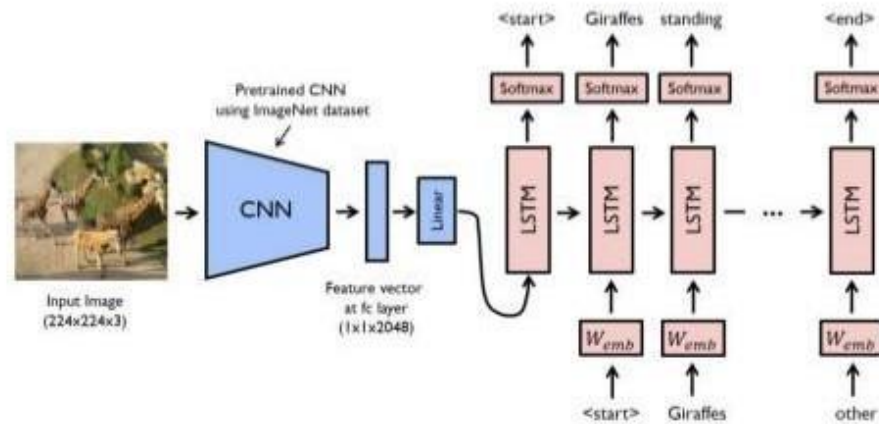 <start> Giraffes standing <end>
Softmax Softmax Softmax Softmax
Pretrained CNN
using ImageNet dataset
CNN
Linear
LSTM LSTM LSTM ... LSTM
Input Image
(224x224x3)
Feature vector
at fc layer
(1x1x2048)
W_emb W_emb W_emb
<start> Giraffes other